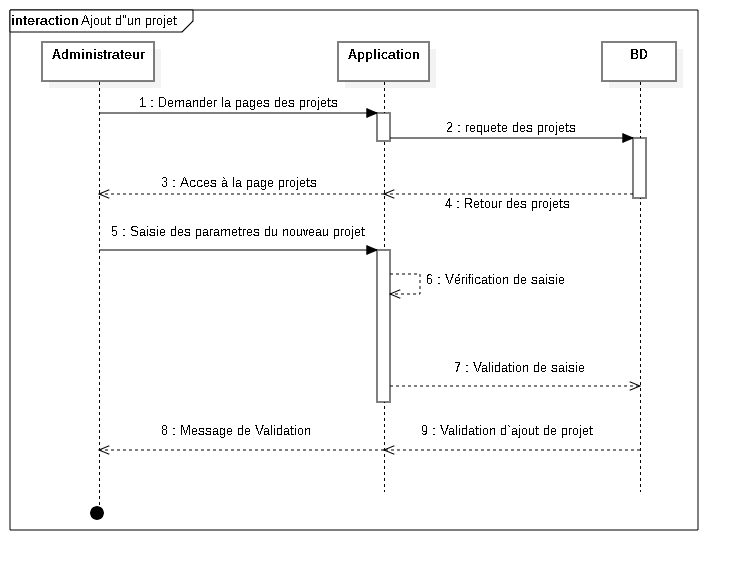 interaction Ajout d"un projet
Administrateur
Application
BD
1 : Demander la pages des projets
2 : requete des projets
3 : Acces à la page projets
4 : Retour des projets
5 : Saisie des parametres du nouveau projet
6 : Vérification de saisie
7 : Validation de saisie
8 : Message de Validation
9 : Validation d`ajout de projet